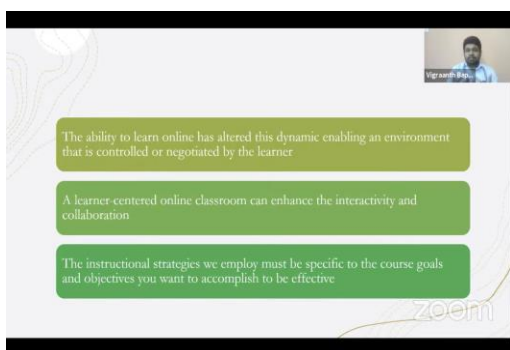 Vigraanth Bap...
The ability to learn online has altered this dynamic enabling an environment
that is controlled or negotiated by the learner
A learner-centered online classroom can enhance the interactivity and
collaboration
The instructional strategies we employ must be specific to the course goals
and objectives you want to accomplish to be effective
zoom